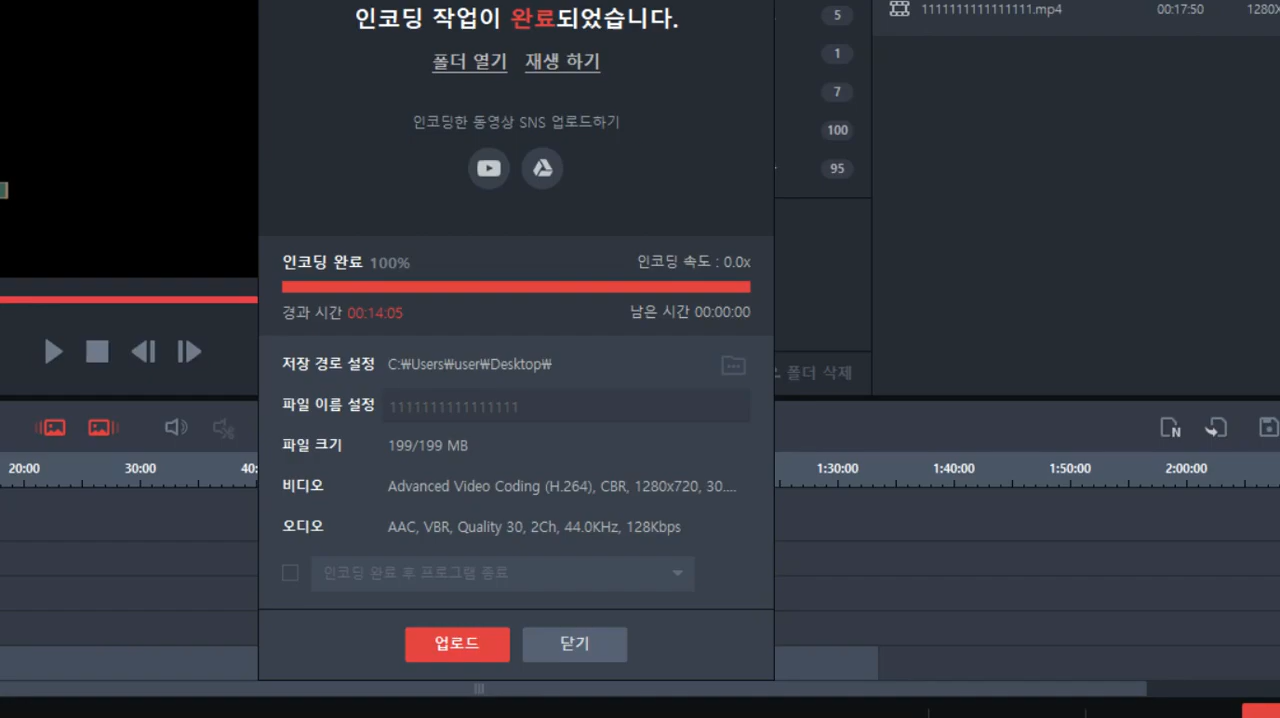 인코딩 작업이 완료되었습니다.
폴더 열기 재생 하기
인코딩한 동영상 SNS 업로드하기
5
1
7
100
95
1111111111111111.mp4 00:17:50
인코딩 완료 100% 인코딩 속도 : 0.0x
경과 시간 00:14:05 남은 시간 00:00:00
저장 경로 설정 C:₩Users₩user₩Desktop₩
파일 이름 설정 1111111111111111
파일 크기 199/199 MB
비디오 Advanced Video Coding (H.264), CBR, 1280x720, 30....
오디오 AAC, VBR, Quality 30, 2Ch, 44.0KHz, 128Kbps
인코딩 완료 후 프로그램 종료
업로드 닫기
폴더 삭제
N
20:00 30:00 40: 1:30:00 1:40:00 1:50:00 2:00:00